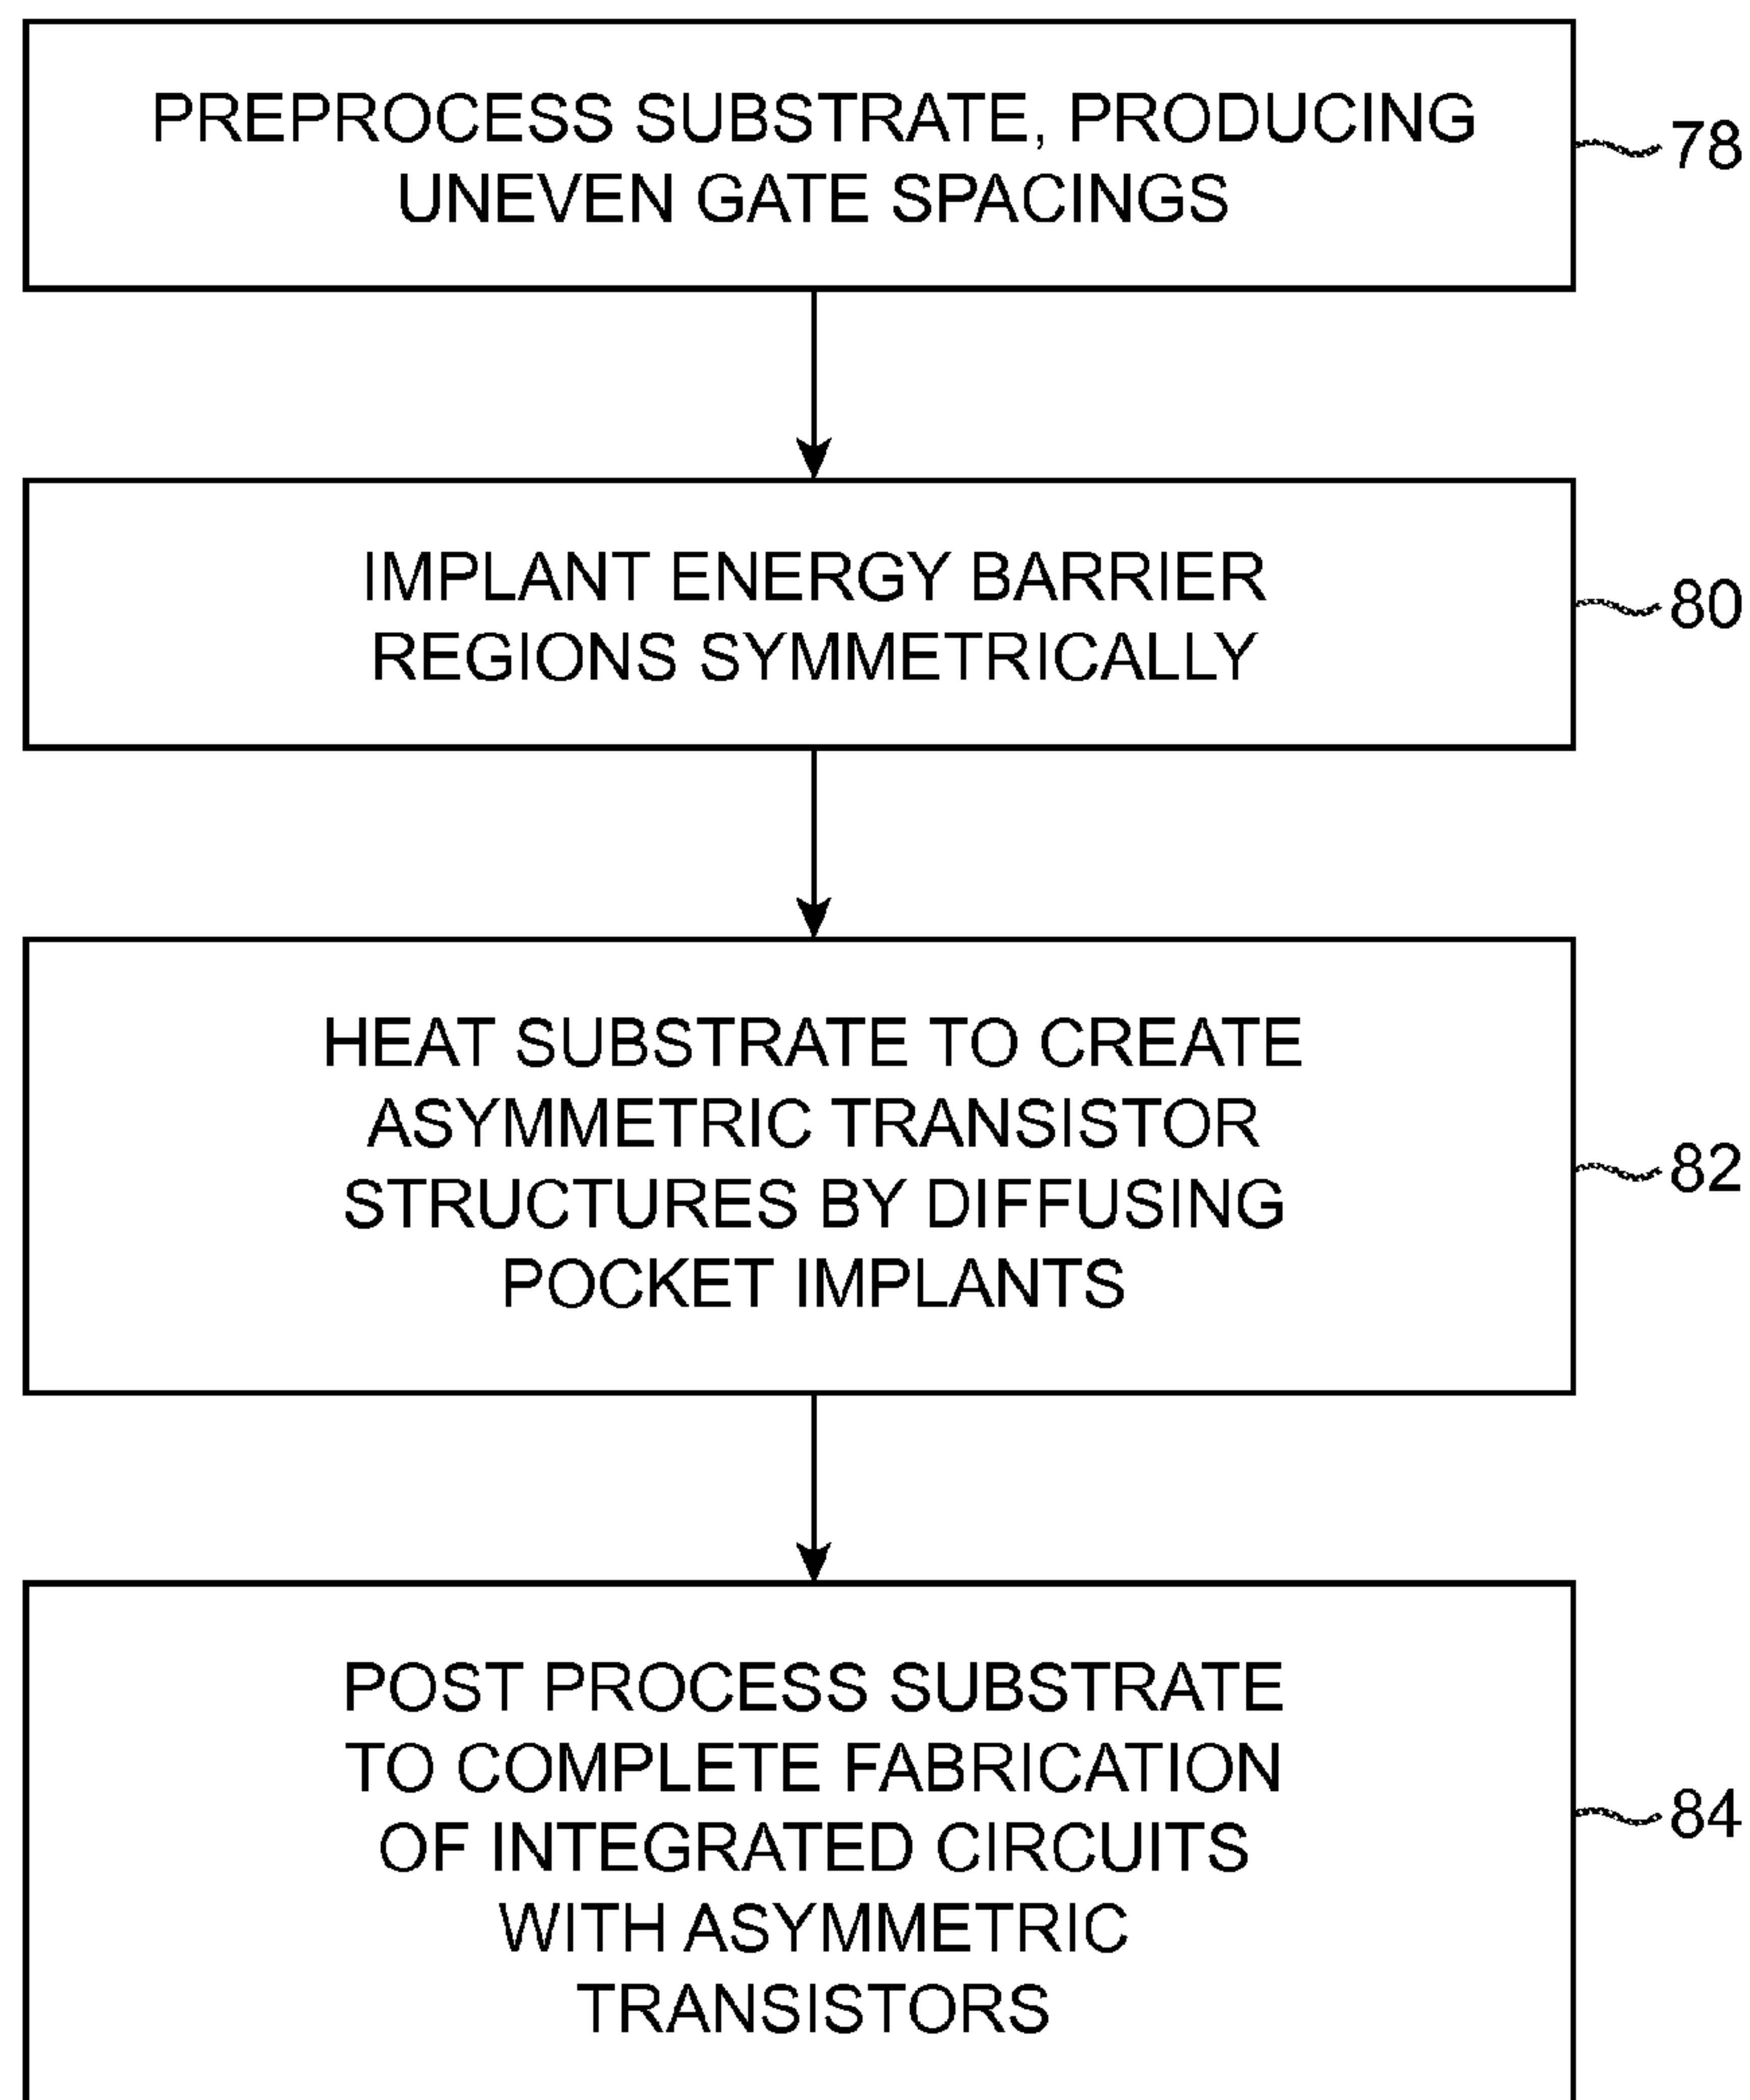 PREPROCESS SUBSTRATE, PRODUCING
UNEVEN GATE SPACINGS
78
IMPLANT ENERGY BARRIER
REGIONS SYMMETRICALLY
80
HEAT SUBSTRATE TO CREATE
ASYMMETRIC TRANSISTOR
STRUCTURES BY DIFFUSING
POCKET IMPLANTS
82
POST PROCESS SUBSTRATE
TO COMPLETE FABRICATION
OF INTEGRATED CIRCUITS
WITH ASYMMETRIC
TRANSISTORS
84